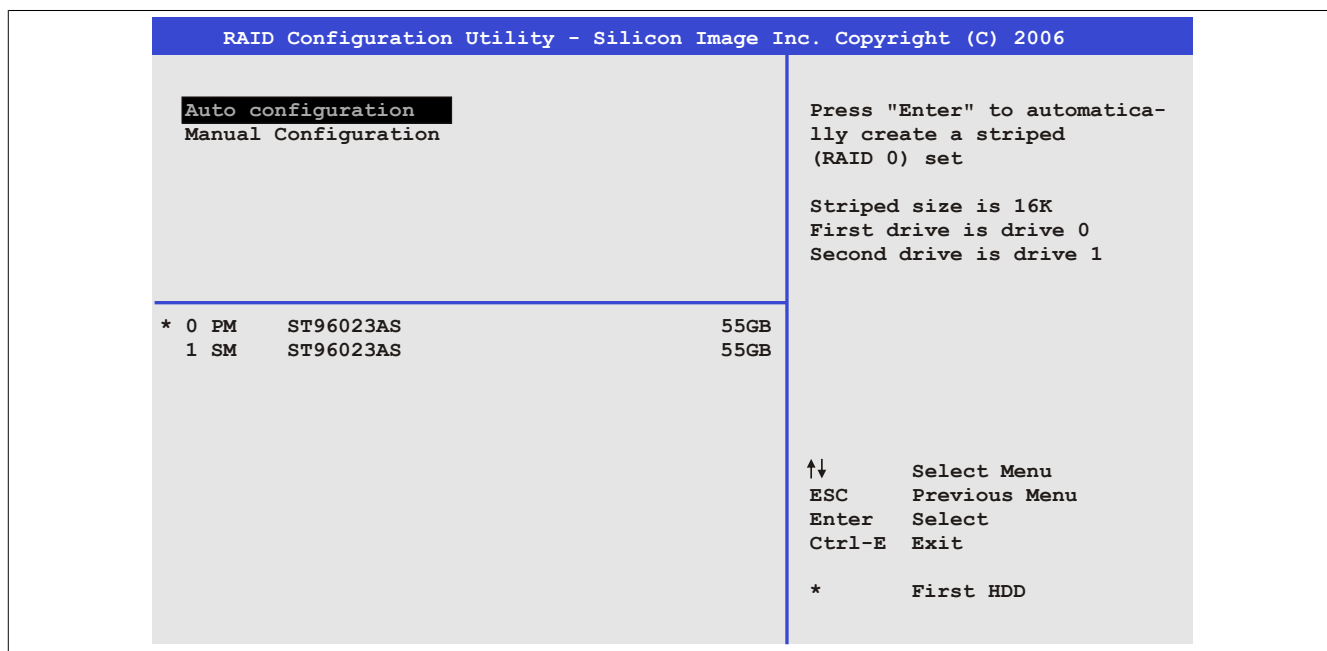 RAID Configuration Utility - Silicon Image Inc. Copyright (C) 2006
Auto configuration
Manual Configuration
Press "Enter" to automatica-
lly create a striped
(RAID 0) set
Striped size is 16K
First drive is drive 0
Second drive is drive 1
* 0 PM ST96023AS 55GB
1 SM ST96023AS 55GB
↑↓ Select Menu
ESC Previous Menu
Enter Select
Ctrl-E Exit
* First HDD